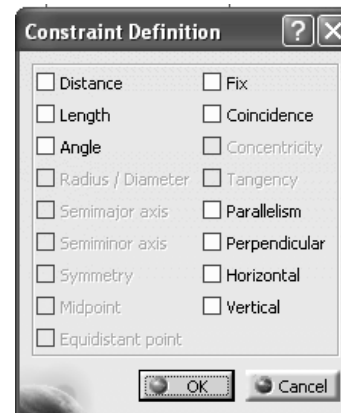 Constraint Definition
Distance
Fix
Length
Coincidence
Angle
Concentricity
Radius / Diameter
Tangency
Semimajor axis
Parallelism
Semiminor axis
Perpendicular
Symmetry
Horizontal
Midpoint
Vertical
Equidistant point
OK
Cancel